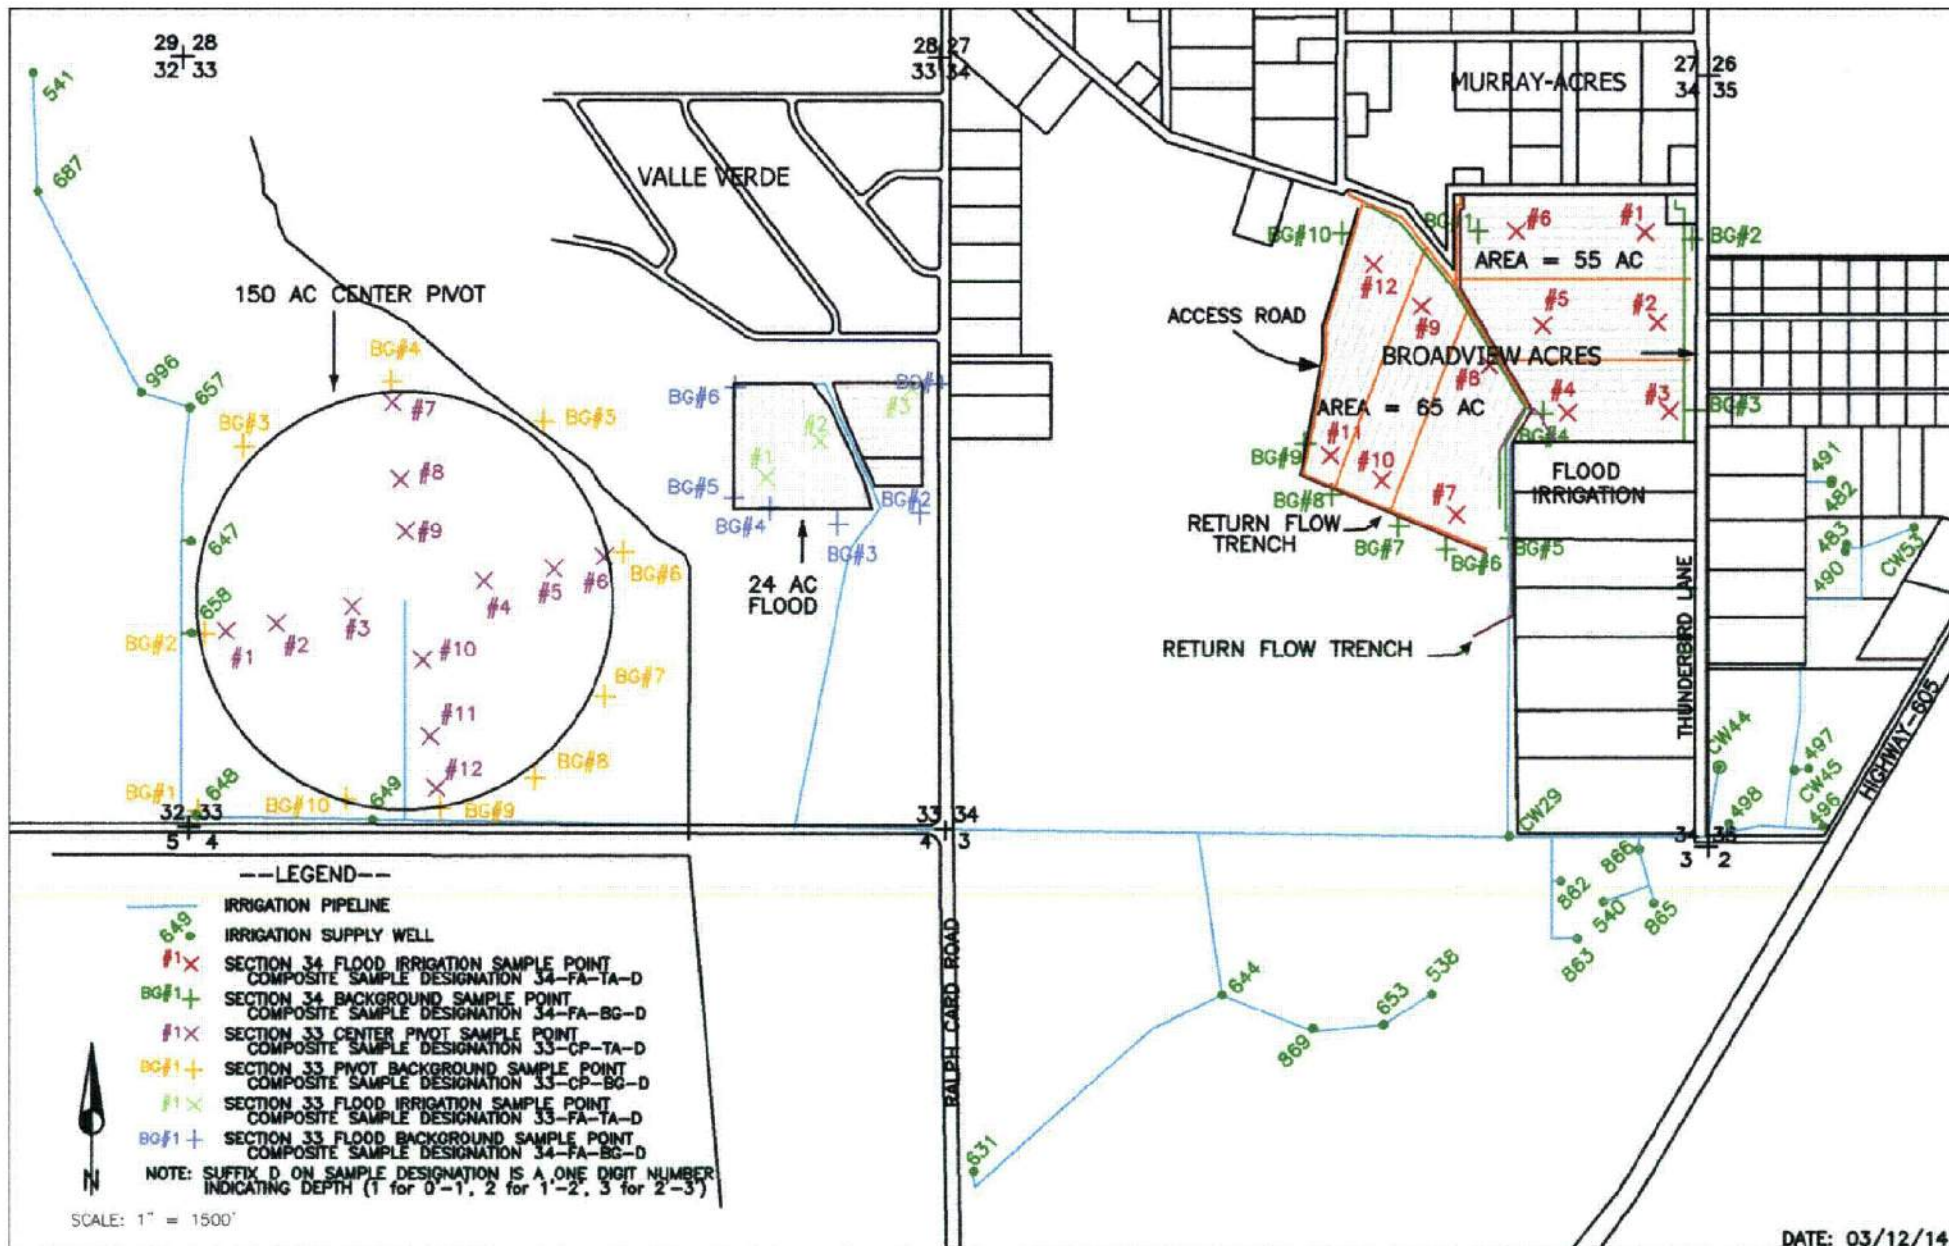 29 28
32 33
28 27
33 34
27 26
34 35
541
687
996
657
647
658
648
649
MURRAY-ACRES
VALLE VERDE
150 AC CENTER PIVOT
BG#4
BG#3
BG#5
BG#6
BG#2
BG#7
BG#8
BG#1
BG#10
BG#9
#7
#8
#9
#6
#5
#4
#3
#2
#1
#10
#11
#12
BG#6
BG#1
BG#5
BG#4
BG#3
BG#2
#1
#2
#3
24 AC
FLOOD
BG#10
BG#1
BG#2
#6
#1
AREA = 55 AC
#12
#9
#5
#2
ACCESS ROAD
BROADVIEW ACRES
#8
#4
#3
BG#3
AREA = 65 AC
#11
BG#4
BG#9
#10
BG#8
#7
FLOOD
IRRIGATION
RETURN FLOW
TRENCH
BG#7
BG#6
BG#5
RETURN FLOW TRENCH
THUNDERBIRD LANE
491
482
483
490
CW53
CW44
497
CW45
498
496
HIGHWAY-605
CW29
32 33
5 4
33 34
4 3
34 35
3 2
866
862
540
865
863
644
538
653
869
631
RALPH CARD ROAD
--LEGEND--
IRRIGATION PIPELINE
649 IRRIGATION SUPPLY WELL
#1 SECTION 34 FLOOD IRRIGATION SAMPLE POINT
COMPOSITE SAMPLE DESIGNATION 34-FA-TA-D
BG#1 SECTION 34 BACKGROUND SAMPLE POINT
COMPOSITE SAMPLE DESIGNATION 34-FA-BG-D
#1 SECTION 33 CENTER PIVOT SAMPLE POINT
COMPOSITE SAMPLE DESIGNATION 33-CP-TA-D
BG#1 SECTION 33 PIVOT BACKGROUND SAMPLE POINT
COMPOSITE SAMPLE DESIGNATION 33-CP-BG-D
#1 SECTION 33 FLOOD IRRIGATION SAMPLE POINT
COMPOSITE SAMPLE DESIGNATION 33-FA-TA-D
BG#1 SECTION 33 FLOOD BACKGROUND SAMPLE POINT
COMPOSITE SAMPLE DESIGNATION 34-FA-BG-D
NOTE: SUFFIX D ON SAMPLE DESIGNATION IS A ONE DIGIT NUMBER
INDICATING DEPTH (1 for 0'-1', 2 for 1'-2', 3 for 2'-3')
N
SCALE: 1" = 1500'
DATE: 03/12/14